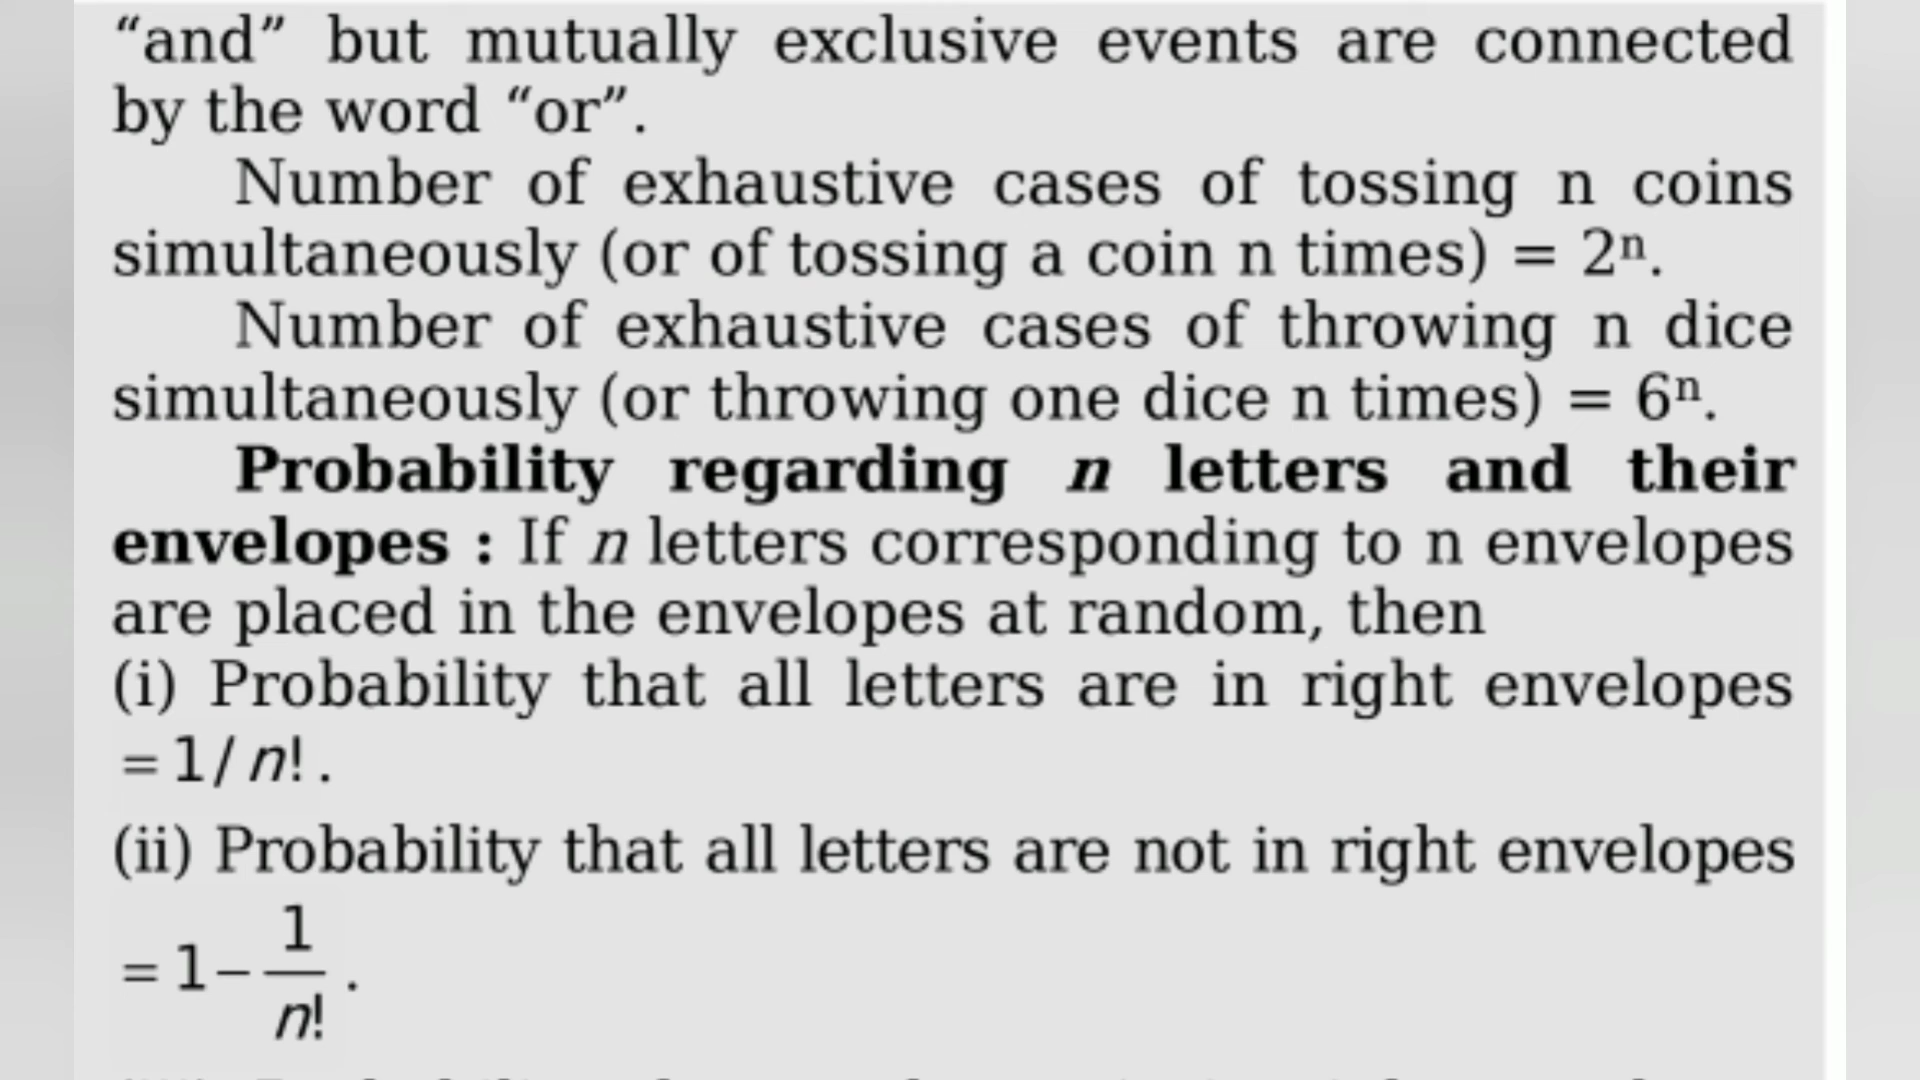 “and” but mutually exclusive events are connected
by the word “or”.
Number of exhaustive cases of tossing n coins
simultaneously (or of tossing a coin n times) = 2ⁿ.
Number of exhaustive cases of throwing n dice
simultaneously (or throwing one dice n times) = 6ⁿ.
Probability regarding n letters and their
envelopes : If n letters corresponding to n envelopes
are placed in the envelopes at random, then
(i) Probability that all letters are in right envelopes
= 1/ n! .
(ii) Probability that all letters are not in right envelopes
= 1 − 1/n! .